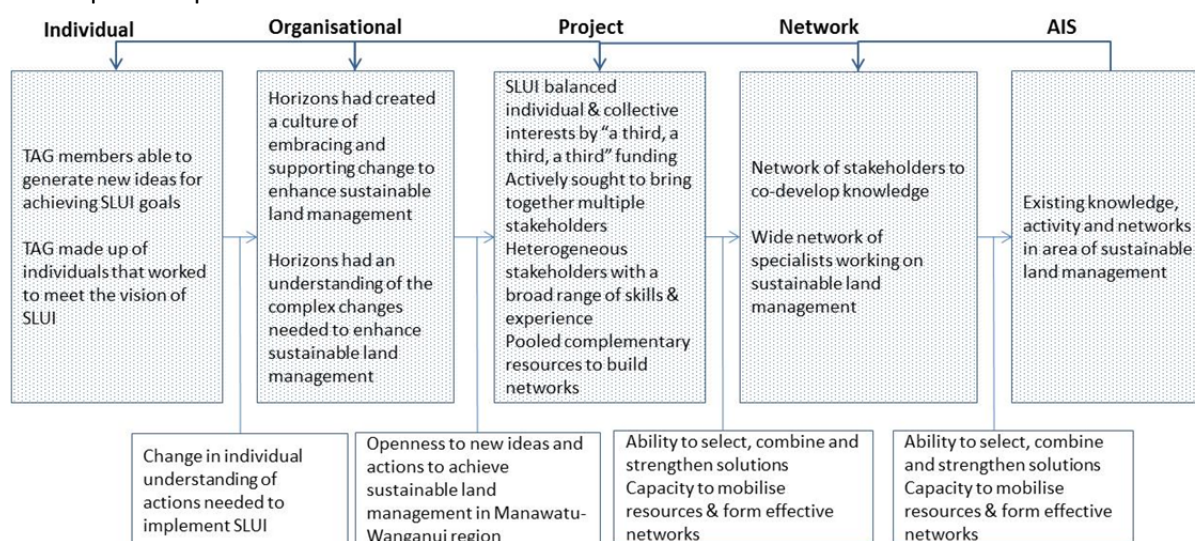 Individual
Organisational
Project
Network
AIS
TAG members able to
generate new ideas for
achieving SLUI goals
TAG made up of
individuals that worked
to meet the vision of
SLUI
Horizons had created
a culture of
embracing and
supporting change to
enhance sustainable
land management
Horizons had an
understanding of the
complex changes
needed to enhance
sustainable land
management
SLUI balanced
individual & collective
interests by “a third, a
third, a third” funding
Actively sought to bring
together multiple
stakeholders
Heterogeneous
stakeholders with a
broad range of skills &
experience
Pooled complementary
resources to build
networks
Network of stakeholders to
co-develop knowledge
Wide network of
specialists working on
sustainable land
management
Existing knowledge,
activity and networks
in area of sustainable
land management
Change in individual
understanding of
actions needed to
implement SLUI
Openness to new ideas and
actions to achieve
sustainable land
management in Manawatu-
Wanganui region
Ability to select, combine and
strengthen solutions
Capacity to mobilise
resources & form effective
networks
Ability to select, combine
and strengthen solutions
Capacity to mobilise
resources & form effective
networks